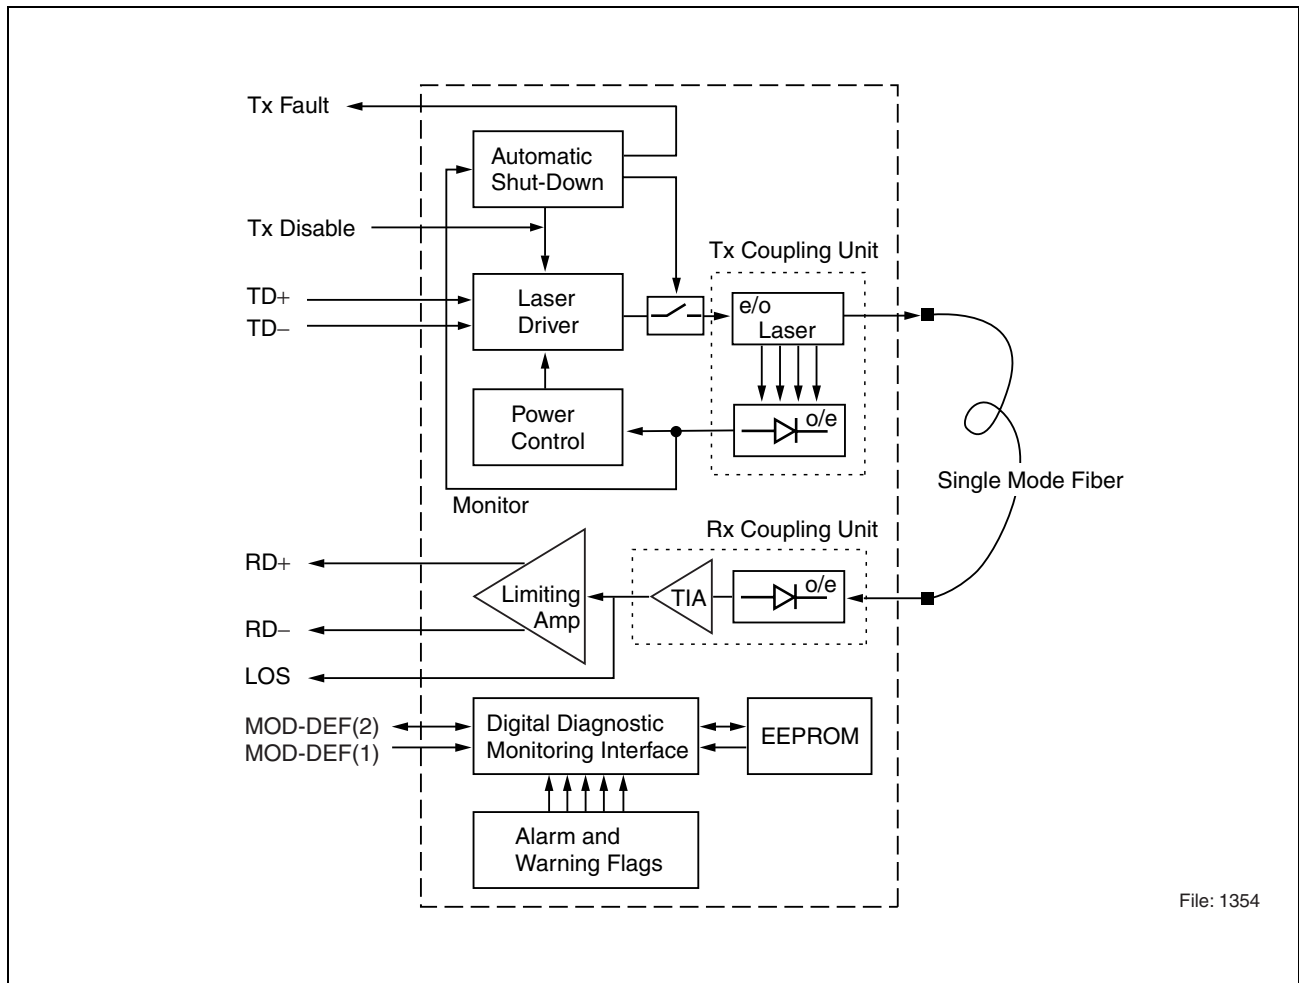 Tx Fault
Automatic
Shut-Down
Tx Disable
Tx Coupling Unit
TD+
TD−
Laser
Driver
e/o
Laser
Power
Control
o/e
Single Mode Fiber
Monitor
Rx Coupling Unit
RD+
RD−
LOS
Limiting
Amp
TIA
o/e
MOD-DEF(2)
MOD-DEF(1)
Digital Diagnostic
Monitoring Interface
EEPROM
Alarm and
Warning Flags
File: 1354